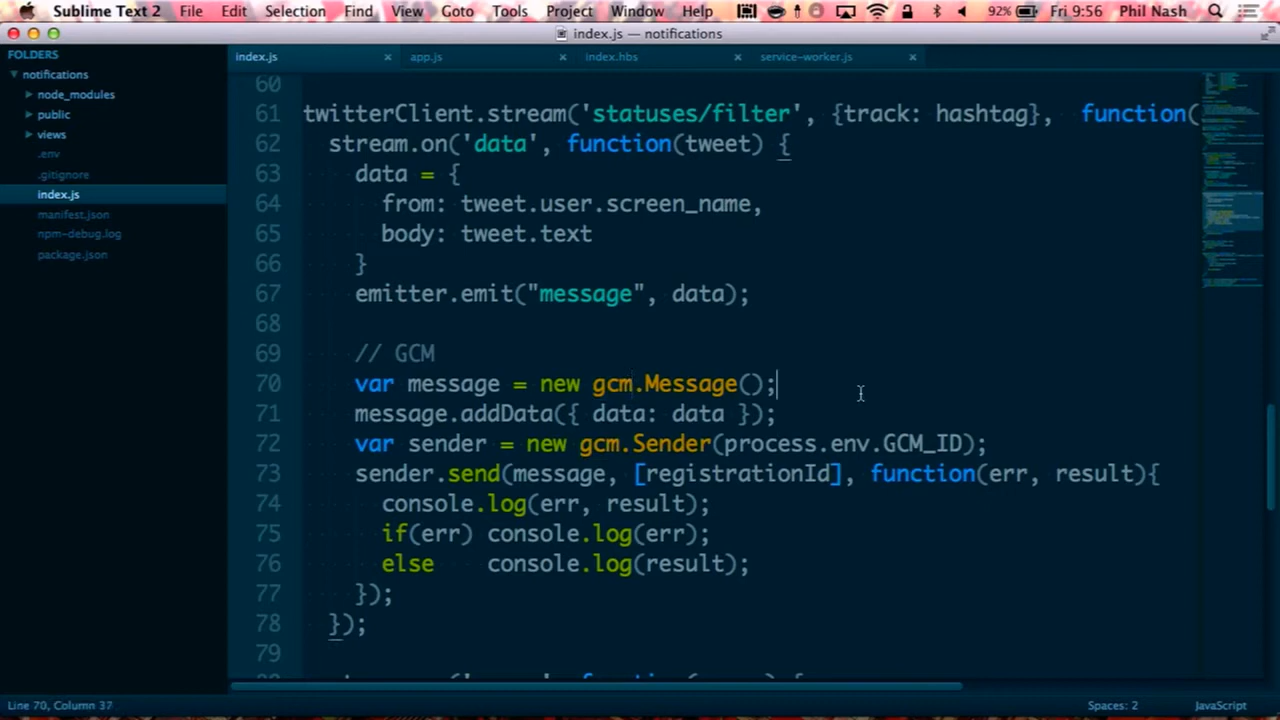 Sublime Text 2 File Edit Selection Find View Goto Tools Project Window Help 92% Fri 9:56 Phil Nash
index.js — notifications
FOLDERS
notifications
node_modules
public
views
.env
.gitignore
index.js
manifest.json
npm-debug.log
package.json
index.js app.js index.hbs service-worker.js
60
61 twitterClient.stream('statuses/filter', {track: hashtag}, function(
62 stream.on('data', function(tweet) {
63 data = {
64 from: tweet.user.screen_name,
65 body: tweet.text
66 }
67 emitter.emit("message", data);
68
69 // GCM
70 var message = new gcm.Message();
71 message.addData({ data: data });
72 var sender = new gcm.Sender(process.env.GCM_ID);
73 sender.send(message, [registrationId], function(err, result){
74 console.log(err, result);
75 if(err) console.log(err);
76 else console.log(result);
77 });
78 });
79
Line 70, Column 37 Spaces: 2 JavaScript